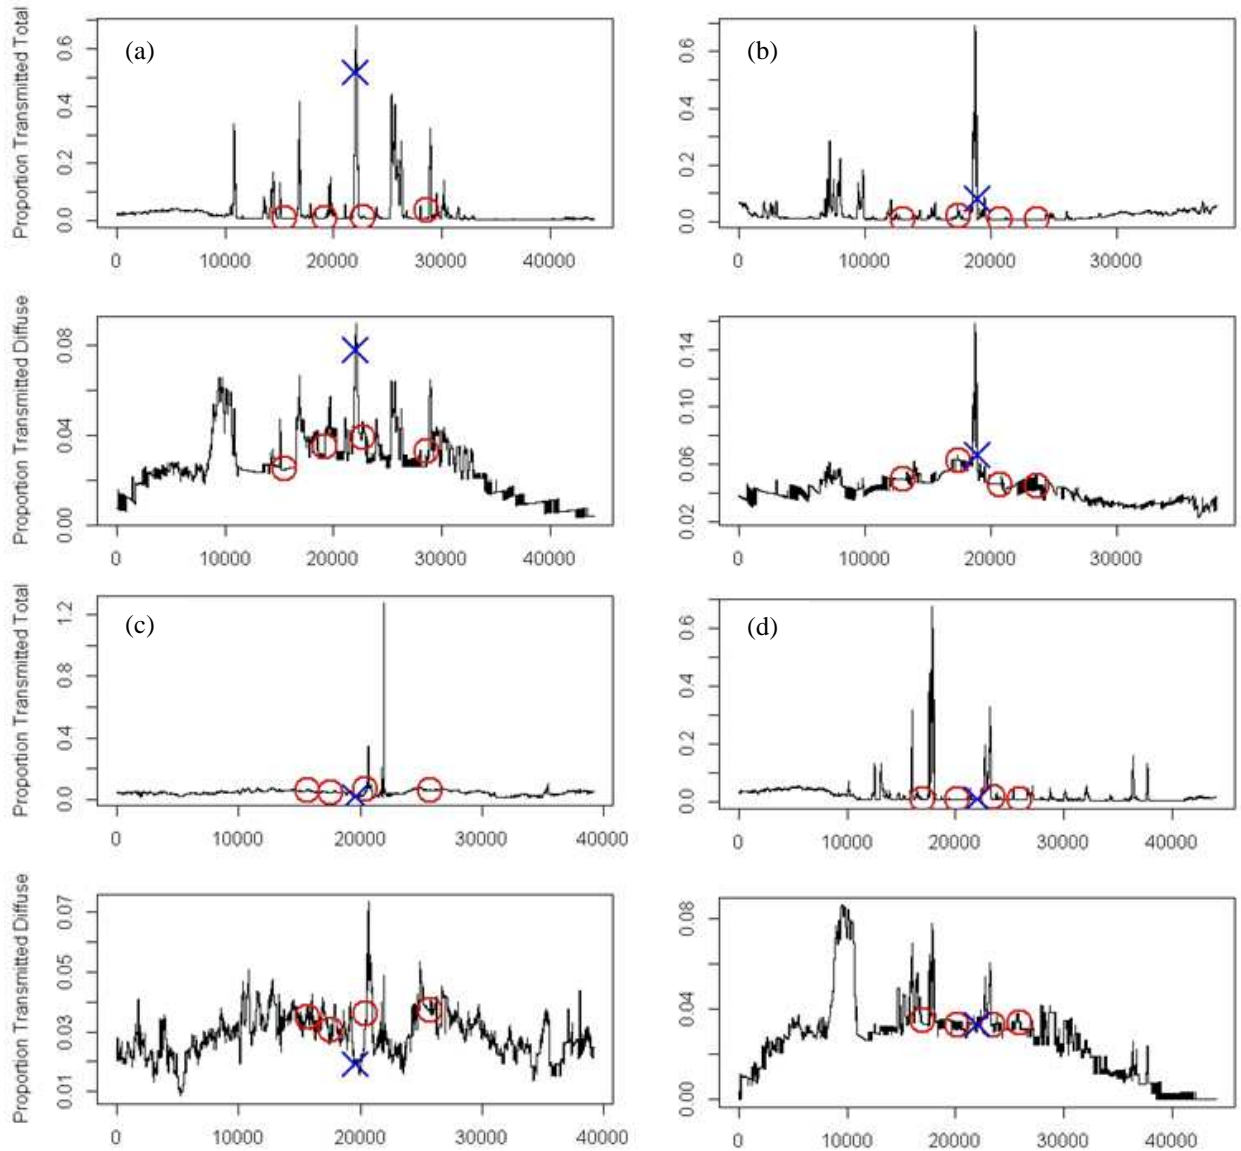 Proportion Transmitted Total
(a)
0.0 0.2 0.4 0.6
0 10000 20000 30000 40000
(b)
0.0 0.2 0.4 0.6
0 10000 20000 30000
Proportion Transmitted Diffuse
0.00 0.04 0.08
0 10000 20000 30000 40000
0.02 0.06 0.10 0.14
0 10000 20000 30000
Proportion Transmitted Total
(c)
0.0 0.4 0.8 1.2
0 10000 20000 30000 40000
(d)
0.0 0.2 0.4 0.6
0 10000 20000 30000 40000
Proportion Transmitted Diffuse
0.01 0.03 0.05 0.07
0 10000 20000 30000 40000
0.00 0.04 0.08
0 10000 20000 30000 40000